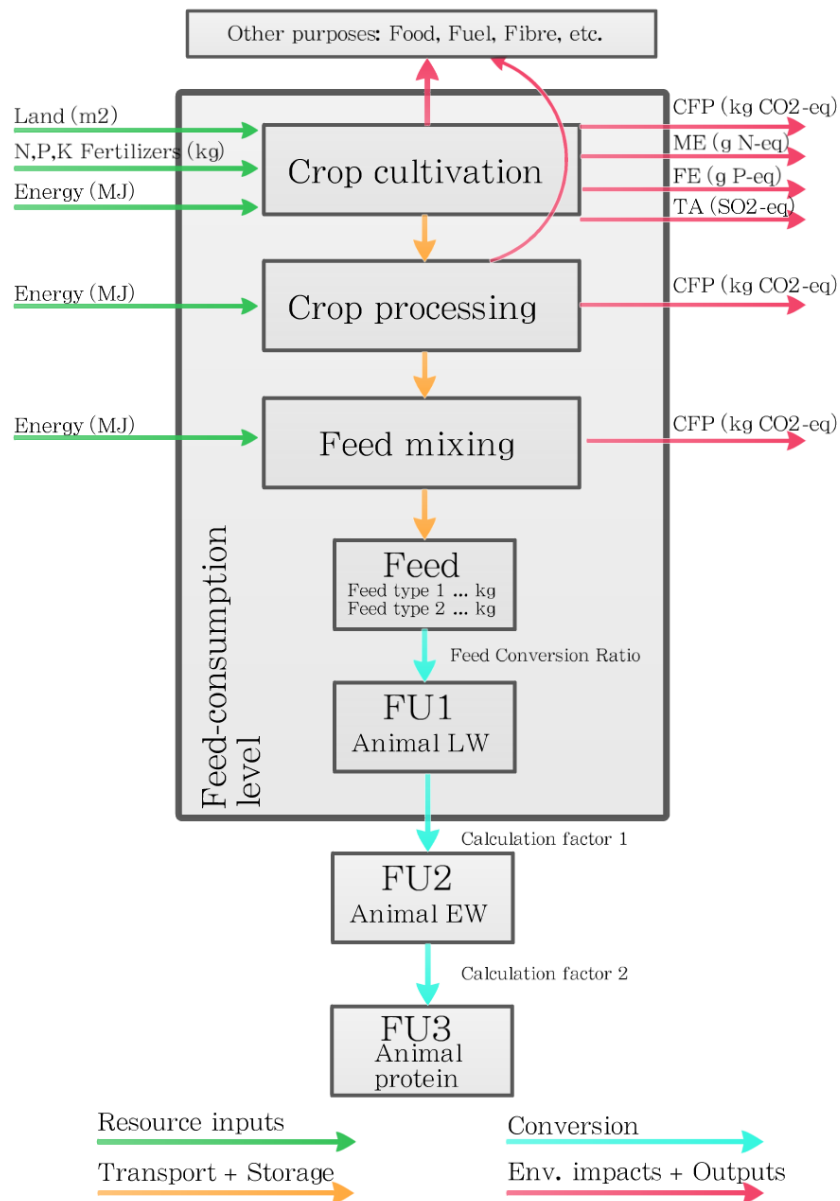 Other purposes: Food, Fuel, Fibre, etc.
Land (m2)
N,P,K Fertilizers (kg)
Energy (MJ)
Crop cultivation
CFP (kg CO2-eq)
ME (g N-eq)
FE (g P-eq)
TA (SO2-eq)
Energy (MJ)
Crop processing
CFP (kg CO2-eq)
Energy (MJ)
Feed mixing
CFP (kg CO2-eq)
Feed
Feed type 1 ... kg
Feed type 2 ... kg
Feed Conversion Ratio
FU1
Animal LW
Feed-consumption
level
Calculation factor 1
FU2
Animal EW
Calculation factor 2
FU3
Animal
protein
Resource inputs
Conversion
Transport + Storage
Env. impacts + Outputs